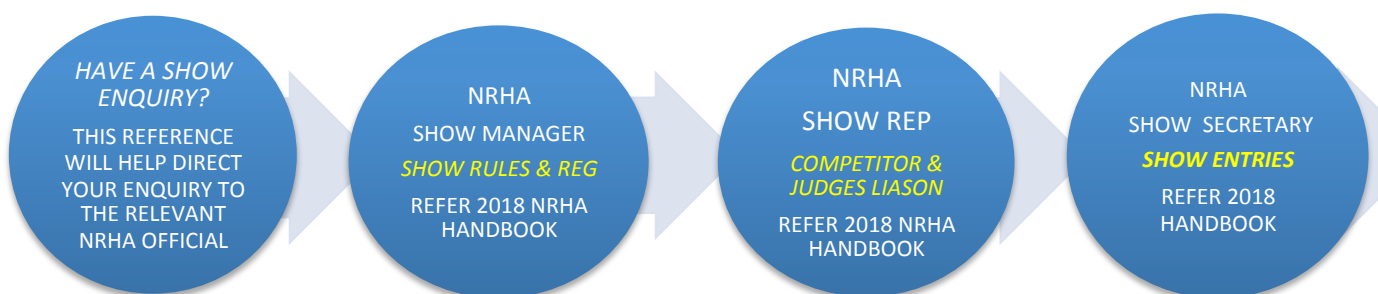 HAVE A SHOW
ENQUIRY?
THIS REFERENCE
WILL HELP DIRECT
YOUR ENQUIRY TO
THE RELEVANT
NRHA OFFICIAL
NRHA
SHOW MANAGER
SHOW RULES & REG
REFER 2018 NRHA
HANDBOOK
NRHA
SHOW REP
COMPETITOR &
JUDGES LIASON
REFER 2018 NRHA
HANDBOOK
NRHA
SHOW SECRETARY
SHOW ENTRIES
REFER 2018
HANDBOOK